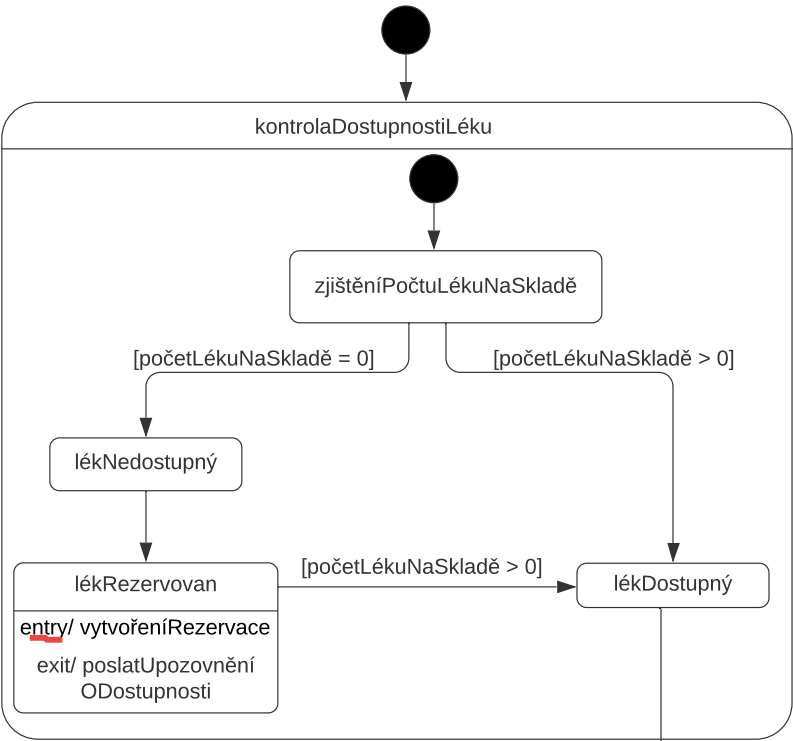 kontrolaDostupnostiLéku
zjištěníPočtuLékuNaSkladě
[početLékuNaSkladě = 0]
[početLékuNaSkladě > 0]
lékNedostupný
lékRezervovan
[početLékuNaSkladě > 0]
lékDostupný
entry/ vytvořeníRezervace
exit/ poslatUpozovnění
ODostupnosti